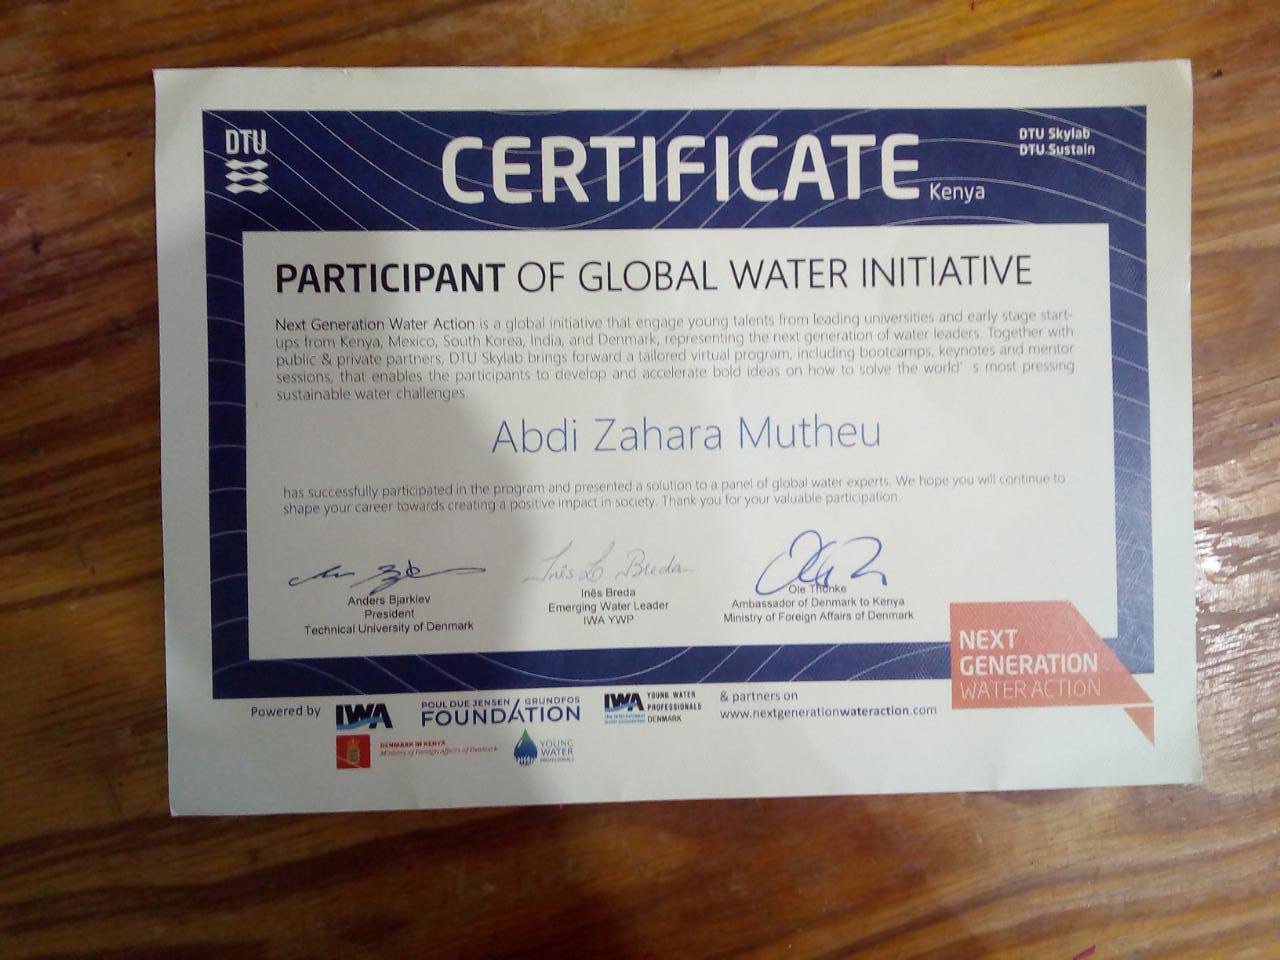 DTU
CERTIFICATE
Kenya
DTU Skylab
DTU Sustain
PARTICIPANT OF GLOBAL WATER INITIATIVE
Next Generation Water Action is a global initiative that engage young talents from leading universities and early stage start-
ups from Kenya, Mexico, South Korea, India, and Denmark, representing the next generation of water leaders. Together with
public & private partners, DTU Skylab brings forward a tailored virtual program, including bootcamps, keynotes and mentor
sessions, that enables the participants to develop and accelerate bold ideas on how to solve the world' s most pressing
sustainable water challenges.
Abdi Zahara Mutheu
has successfully participated in the program and presented a solution to a panel of global water experts. We hope you will continue to
shape your career towards creating a positive impact in society. Thank you for your valuable participation.
Inês B Breda
Anders Bjarklev
President
Technical University of Denmark
Inês Breda
Emerging Water Leader
IWA YWP
Ole Thonke
Ambassador of Denmark to Kenya
Ministry of Foreign Affairs of Denmark
NEXT
GENERATION
WATER ACTION
Powered by
IWA
POUL DUE JENSEN / GRUNDFOS
FOUNDATION
IWA
YOUNG WATER
PROFESSIONALS
DENMARK
& partners on
www.nextgenerationwateraction.com
DENMARK IN KENYA
Ministry of Foreign Affairs of Denmark
YOUNG
WATER
PROFESSIONALS